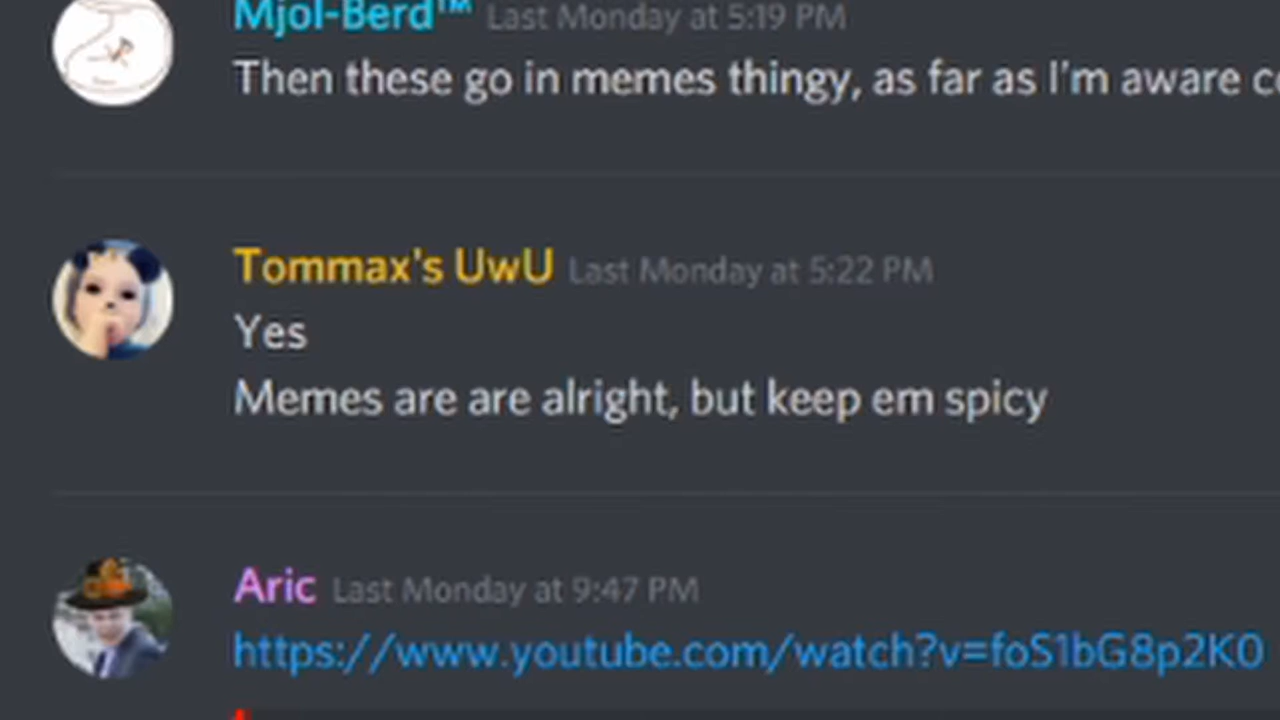 Mjol-Berd™ Last Monday at 5:19 PM
Then these go in memes thingy, as far as I'm aware
Tommax's UwU Last Monday at 5:22 PM
Yes
Memes are are alright, but keep em spicy
Aric Last Monday at 9:47 PM
https://www.youtube.com/watch?v=foS1bG8p2K0